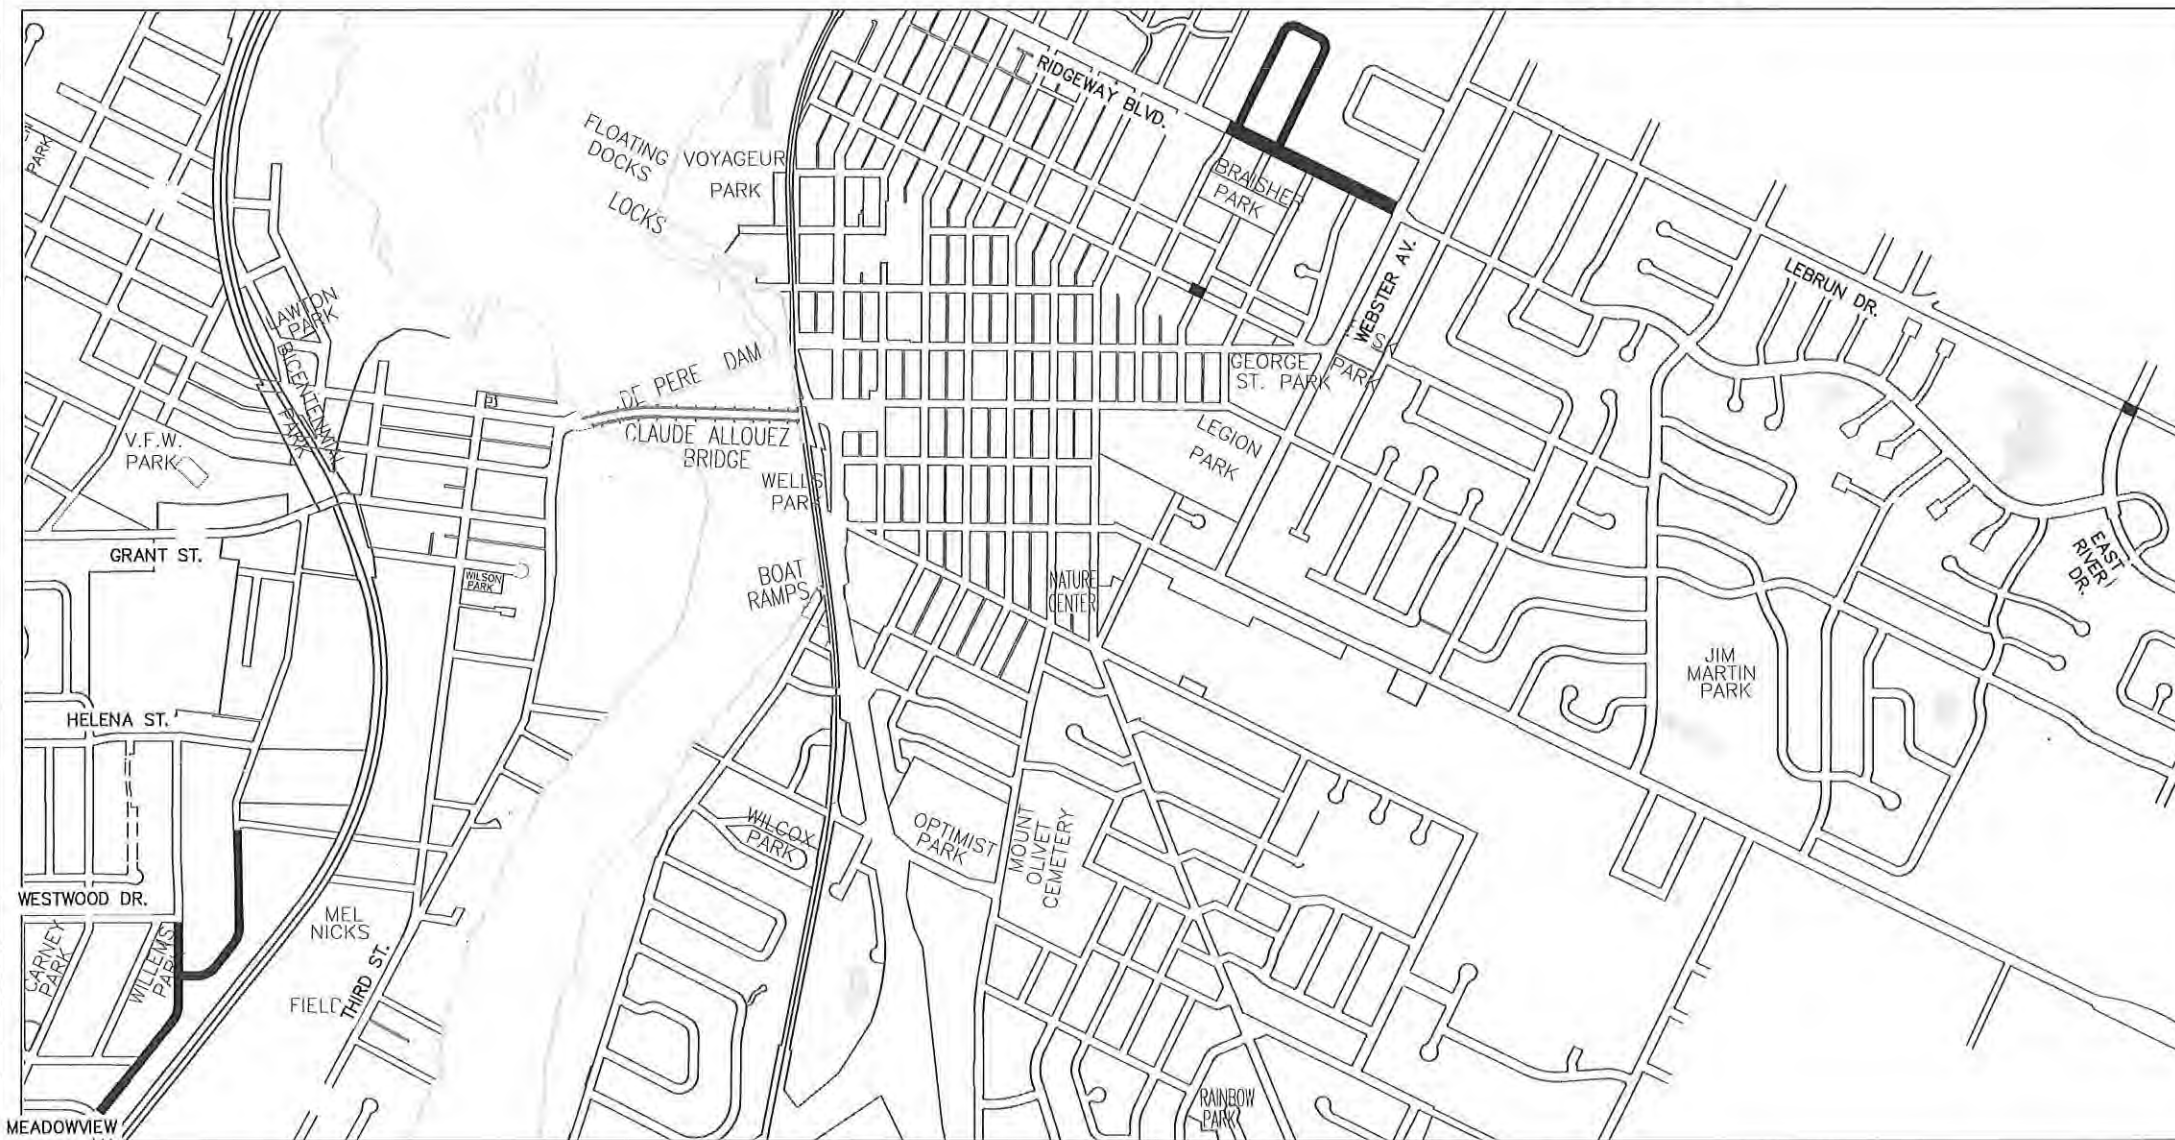 RIDGEWAY BLVD.
FLOATING
DOCKS
VOYAGEUR
PARK
LOCKS
PARK
BRAISHER
PARK
WEBSTER AV.
LEBRUN DR.
LAWTON
PARK
BICENTENNIAL
PARK
DE PERE DAM
GEORGE
ST. PARK
PARK
CLAUDE ALLOUEZ
BRIDGE
V.F.W.
PARK
LEGION
PARK
WELLS
PARK
GRANT ST.
EAST
RIVER
DR.
WILSON
PARK
BOAT
RAMPS
NATURE
CENTER
JIM
MARTIN
PARK
HELENA ST.
WILCOX
PARK
OPTIMIST
PARK
MOUNT
OLIVET
CEMETERY
WESTWOOD DR.
MEL
NICKS
FIELD
THIRD ST.
CARNEY
PARK
WILLEMS
PARK
RAINBOW
PARK
MEADOWVIEW